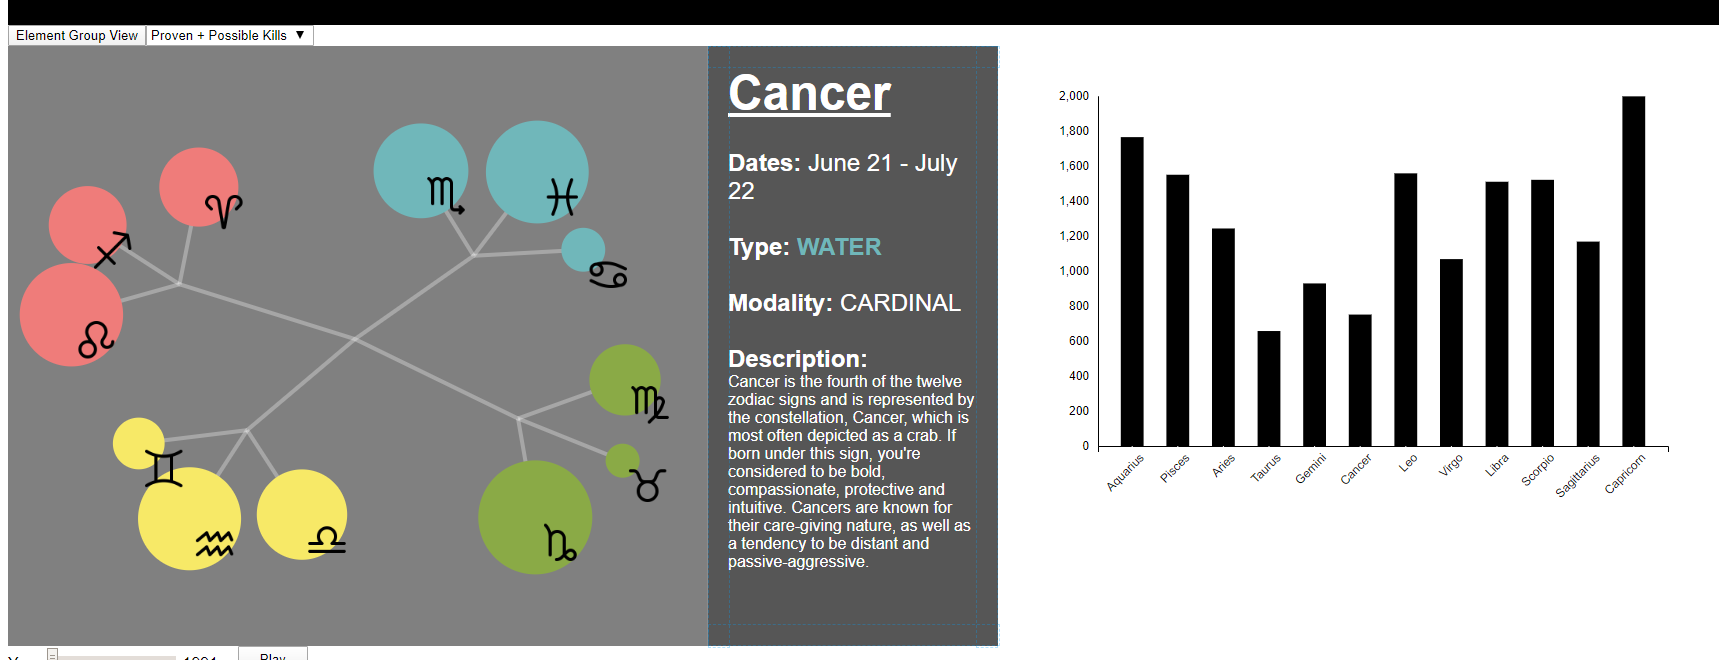 Element Group View
Proven + Possible Kills ▼
Cancer
Dates: June 21 - July
22
Type: WATER
Modality: CARDINAL
Description:
Cancer is the fourth of the twelve
zodiac signs and is represented by
the constellation, Cancer, which is
most often depicted as a crab. If
born under this sign, you're
considered to be bold,
compassionate, protective and
intuitive. Cancers are known for
their care-giving nature, as well as
a tendency to be distant and
passive-aggressive.
2,000
1,800
1,600
1,400
1,200
1,000
800
600
400
200
0
Aquarius
Pisces
Aries
Taurus
Gemini
Cancer
Leo
Virgo
Libra
Scorpio
Sagittarius
Capricorn
Play